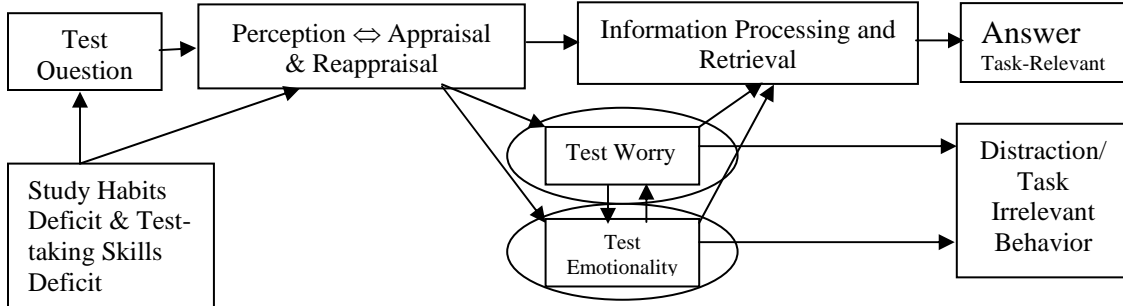 Test
Question
Perception ⇔ Appraisal
& Reappraisal
Information Processing and
Retrieval
Answer
Task-Relevant
Study Habits
Deficit & Test-
taking Skills
Deficit
Test Worry
Test
Emotionality
Distraction/
Task
Irrelevant
Behavior